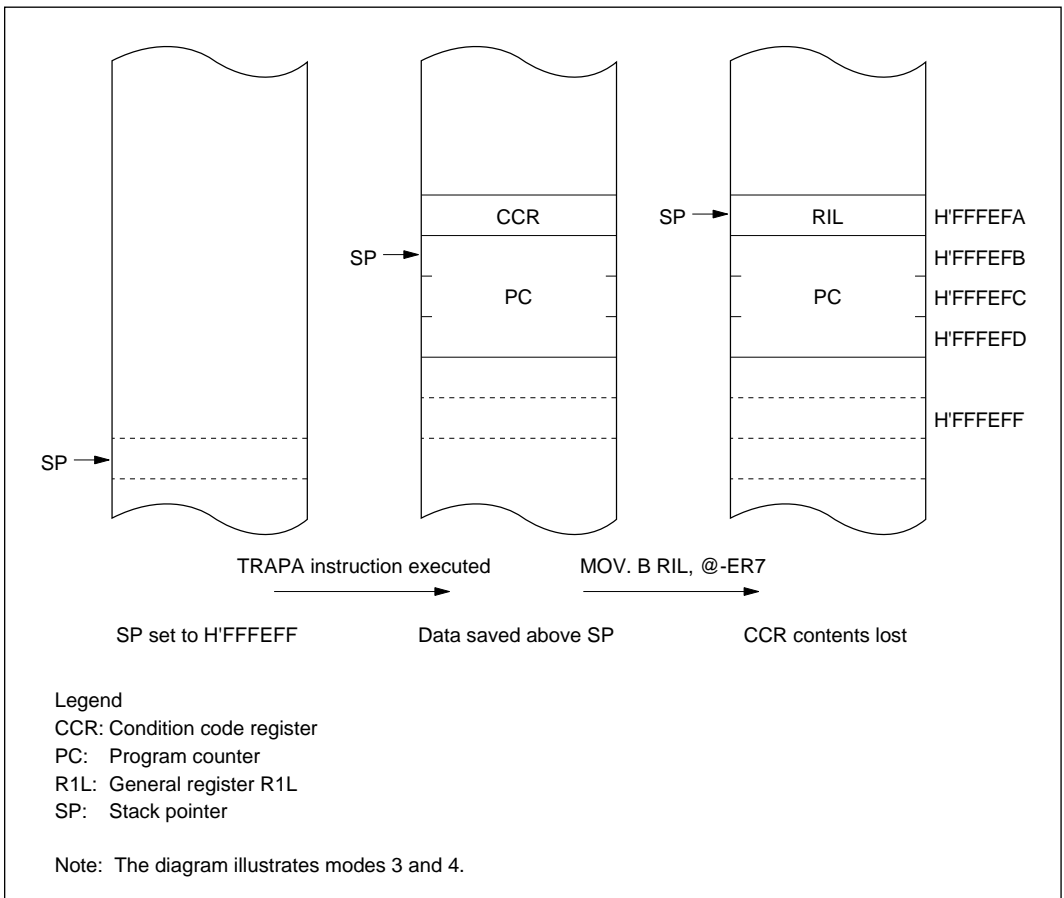 CCR
SP
RIL
H'FFFEFA
SP
H'FFFEFB
PC
PC
H'FFFEFC
H'FFFEFD
H'FFFEFF
SP
TRAPA instruction executed
MOV. B RIL, @-ER7
SP set to H'FFFEFF
Data saved above SP
CCR contents lost
Legend
CCR: Condition code register
PC: Program counter
R1L: General register R1L
SP: Stack pointer
Note: The diagram illustrates modes 3 and 4.